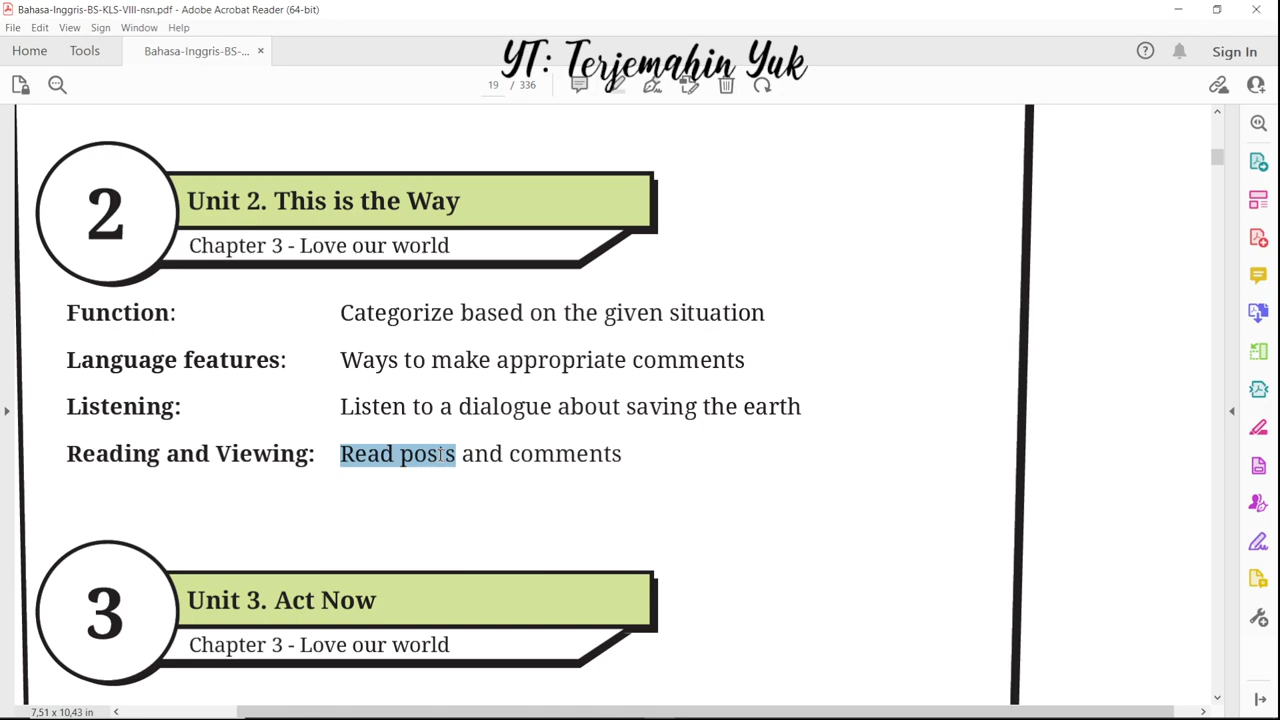 Bahasa-Inggris-BS-KLS-VIII-nsn.pdf - Adobe Acrobat Reader (64-bit)
File Edit View Sign Window Help
Home Tools Bahasa-Inggris-BS-... × Sign In
YT: Terjemahin Yuk
19 / 336
2
Unit 2. This is the Way
Chapter 3 - Love our world
Function: Categorize based on the given situation
Language features: Ways to make appropriate comments
Listening: Listen to a dialogue about saving the earth
Reading and Viewing: Read posts and comments
3
Unit 3. Act Now
Chapter 3 - Love our world
7,51 x 10,43 in